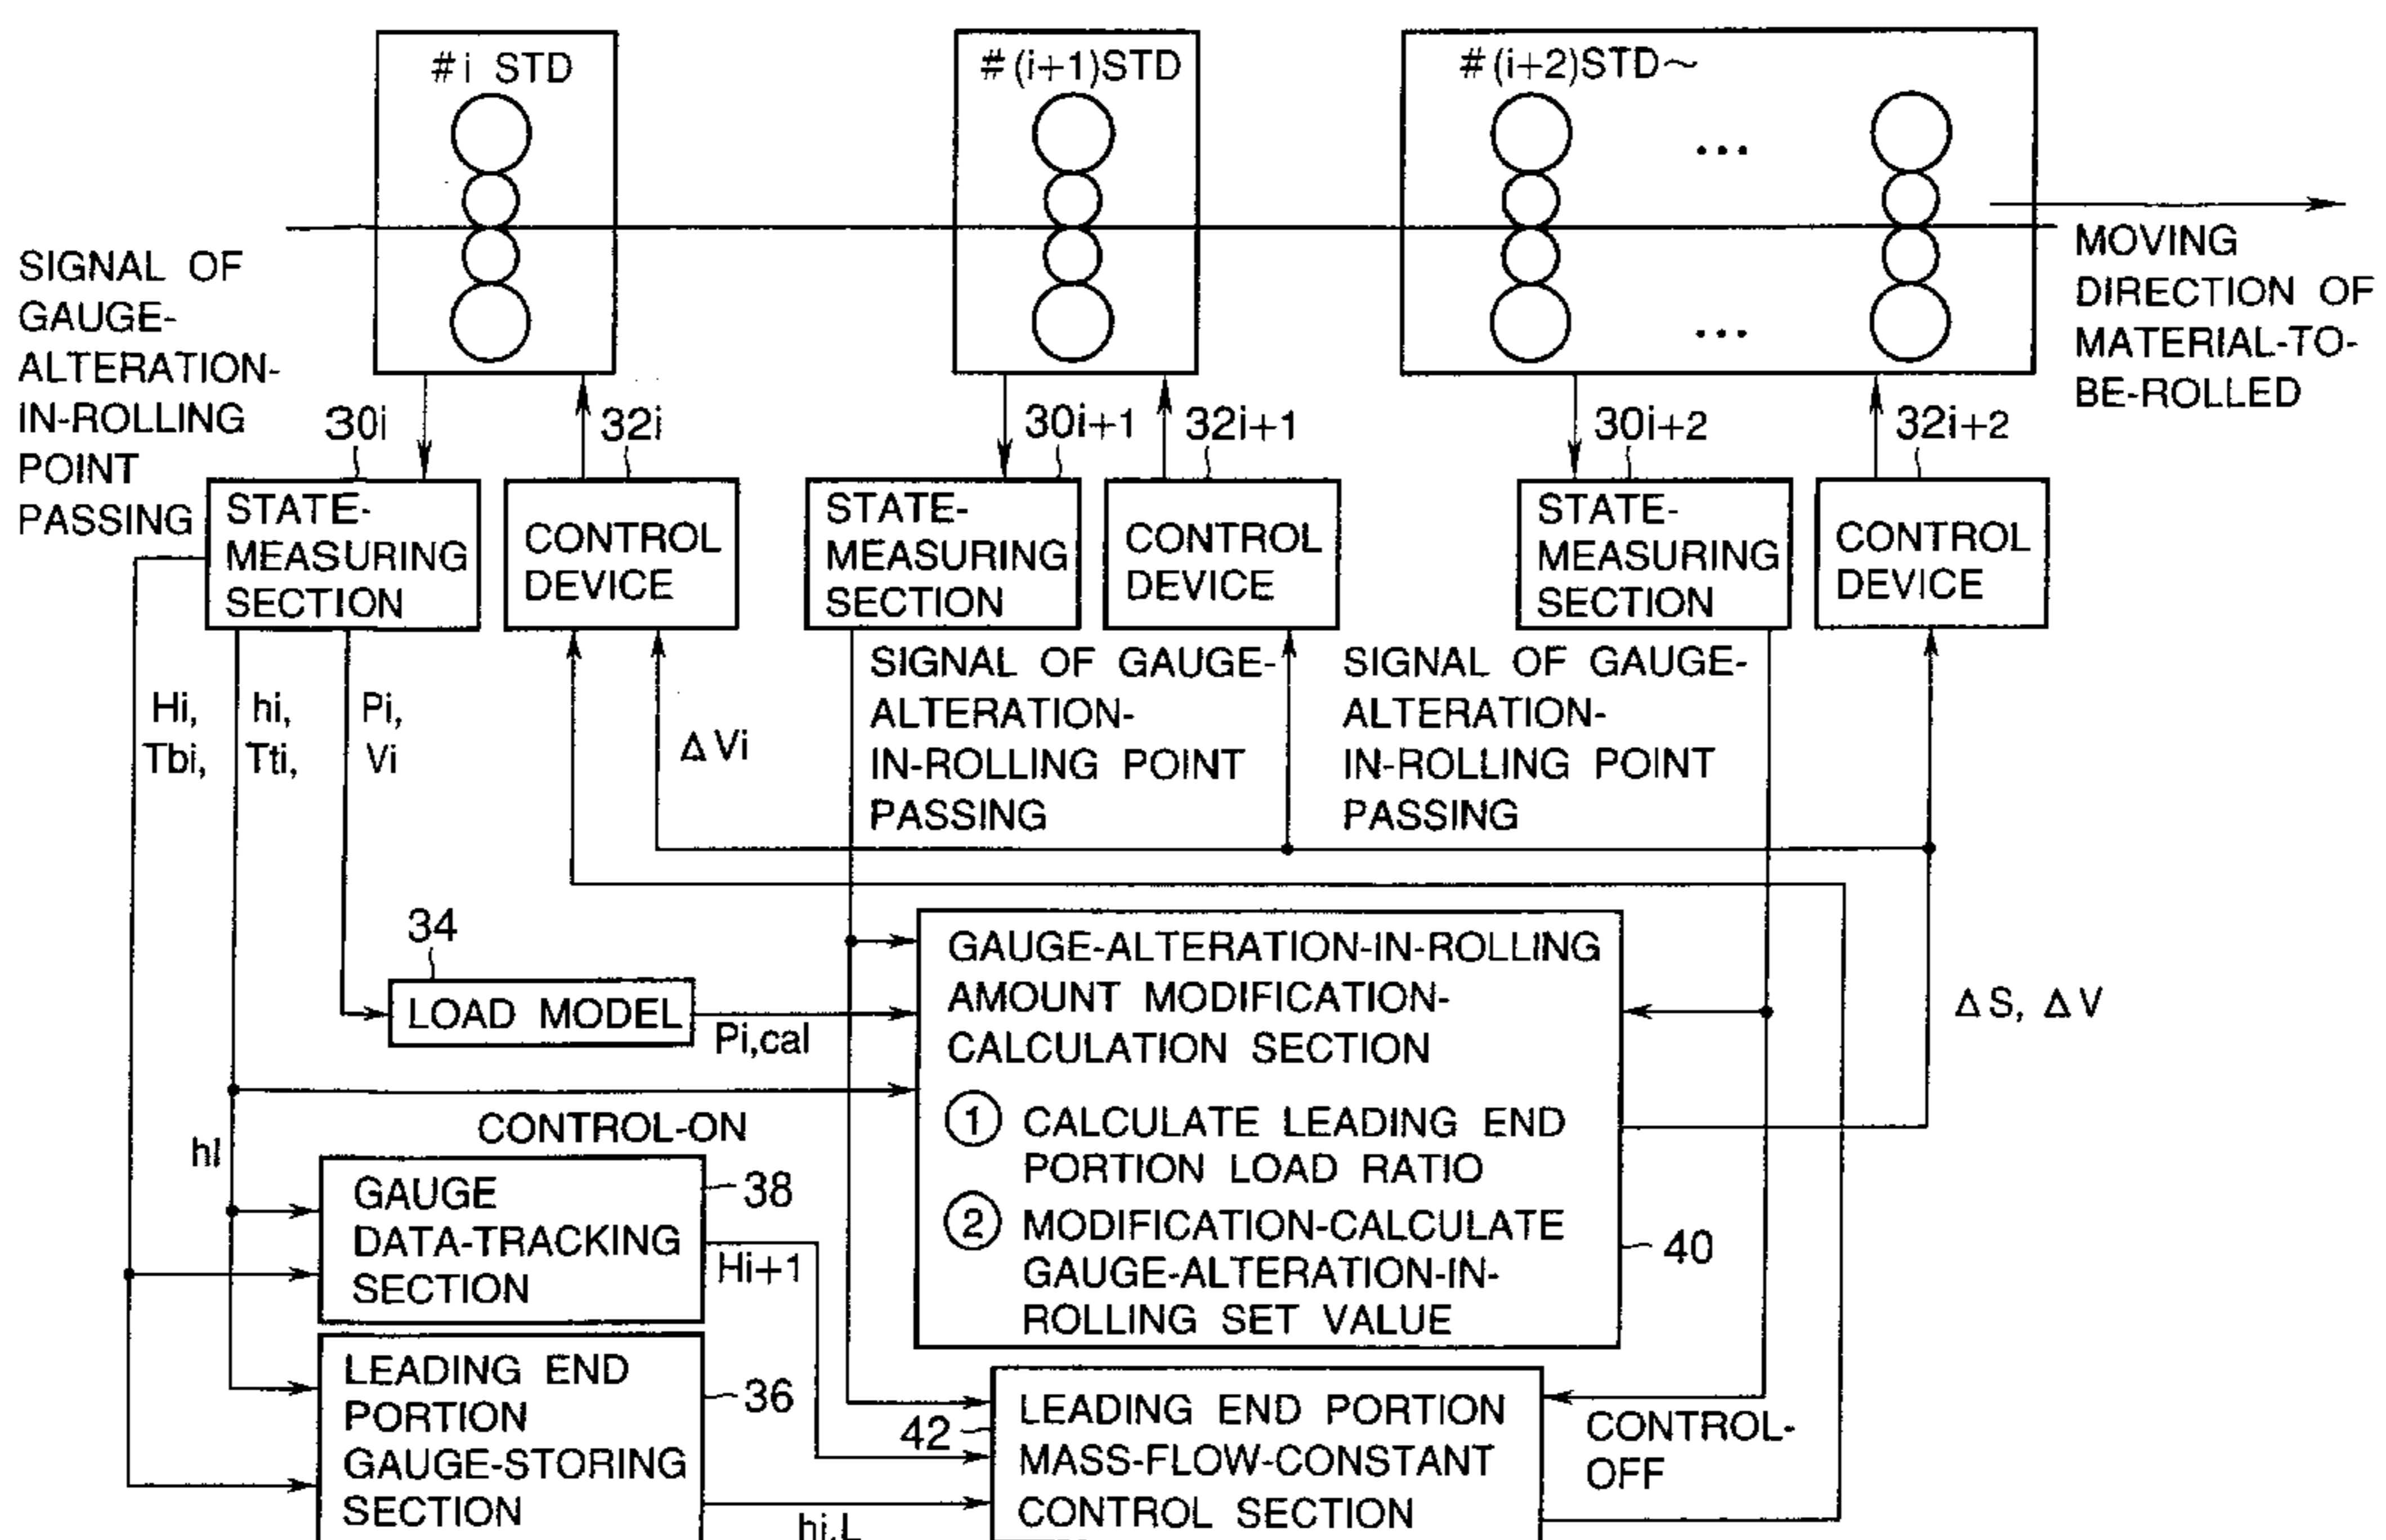 #i STD
#(i+1)STD
#(i+2)STD~
...
...
SIGNAL OF
GAUGE-
ALTERATION-
IN-ROLLING
POINT
PASSING
MOVING
DIRECTION OF
MATERIAL-TO-
BE-ROLLED
30i
32i
30i+1
32i+1
30i+2
32i+2
STATE-
MEASURING
SECTION
CONTROL
DEVICE
STATE-
MEASURING
SECTION
CONTROL
DEVICE
STATE-
MEASURING
SECTION
CONTROL
DEVICE
Hi,
Tbi,
hi,
Tti,
Pi,
Vi
ΔVi
SIGNAL OF GAUGE-
ALTERATION-
IN-ROLLING POINT
PASSING
SIGNAL OF GAUGE-
ALTERATION-
IN-ROLLING POINT
PASSING
34
LOAD MODEL
Pi,cal
GAUGE-ALTERATION-IN-ROLLING
AMOUNT MODIFICATION-
CALCULATION SECTION
① CALCULATE LEADING END
PORTION LOAD RATIO
② MODIFICATION-CALCULATE
GAUGE-ALTERATION-IN-
ROLLING SET VALUE
40
ΔS, ΔV
CONTROL-ON
hI
GAUGE
DATA-TRACKING
SECTION
38
Hi+1
LEADING END
PORTION
GAUGE-STORING
SECTION
36
hi,L
42
LEADING END PORTION
MASS-FLOW-CONSTANT
CONTROL SECTION
CONTROL-
OFF